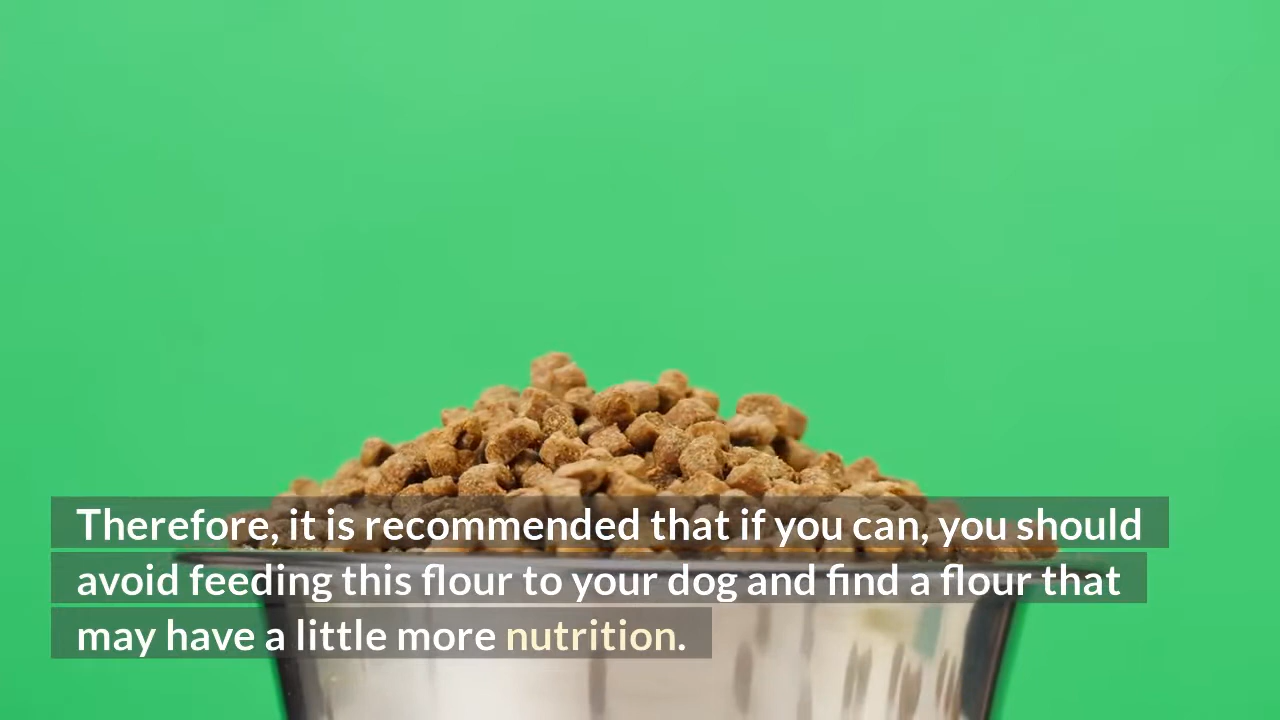 Therefore, it is recommended that if you can, you should
avoid feeding this flour to your dog and find a flour that
may have a little more nutrition.